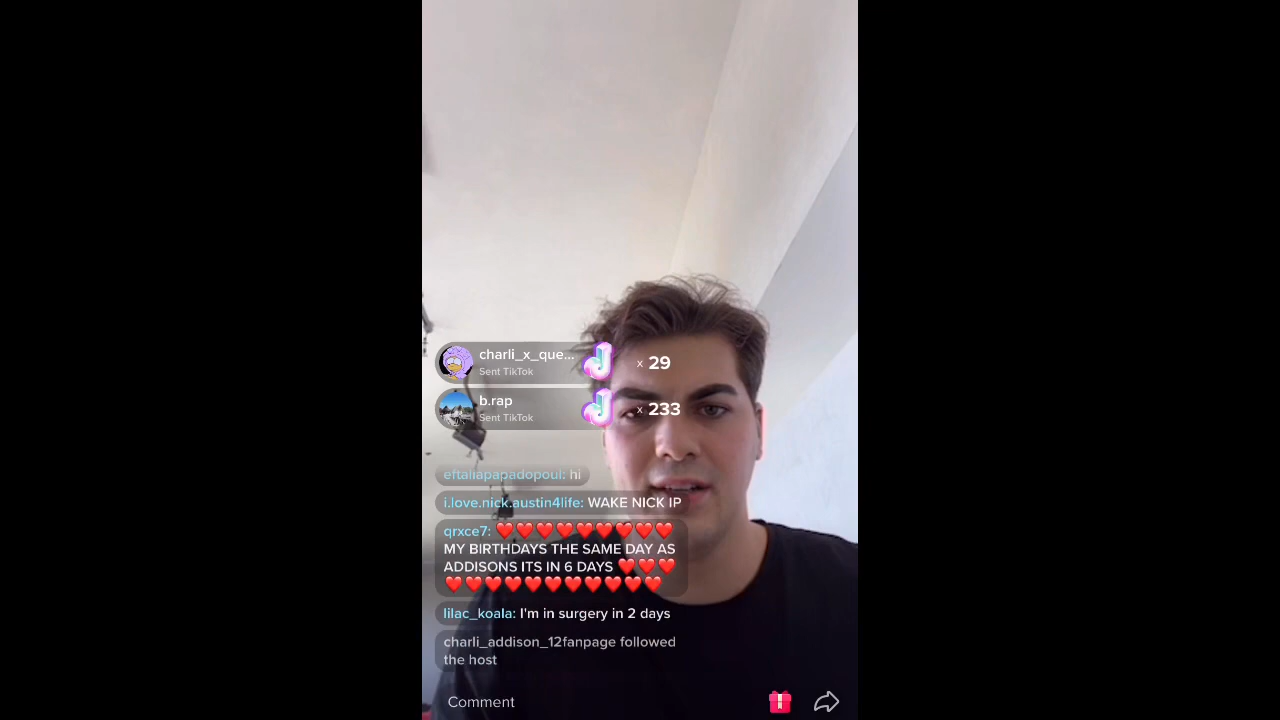 charli_x_que...
Sent TikTok
x 29
b.rap
Sent TikTok
x 233
eftaliapapadopoul: hi
i.love.nick.austin4life: WAKE NICK IP
qrxce7: ❤️❤️❤️❤️❤️❤️❤️❤️❤️
MY BIRTHDAYS THE SAME DAY AS
ADDISONS ITS IN 6 DAYS ❤️❤️❤️
❤️❤️❤️❤️❤️❤️❤️❤️❤️❤️❤️
lilac_koala: I'm in surgery in 2 days
charli_addison_12fanpage followed
the host
Comment